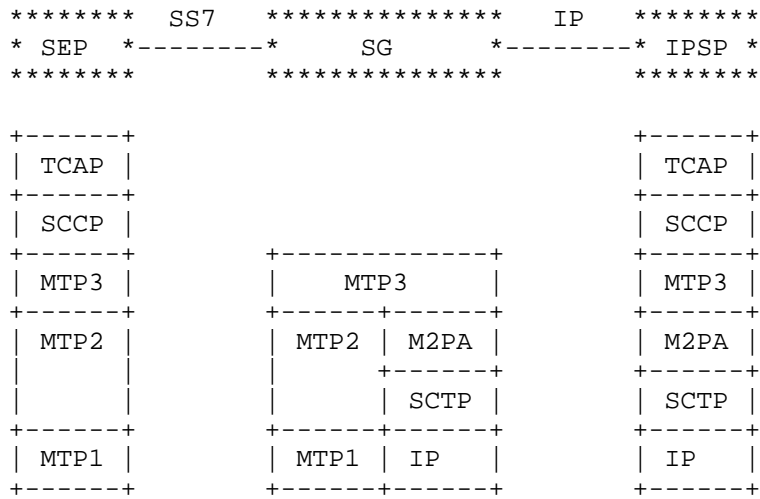 ********   SS7   ***************   IP   ********
* SEP  *--------*      SG       *--------* IPSP *
********         ***************        ********
+------+                                +------+
| TCAP |                                | TCAP |
+------+                                +------+
| SCCP |                                | SCCP |
+------+         +-------------+        +------+
| MTP3 |         |    MTP3     |        | MTP3 |
+------+         +------+------+        +------+
| MTP2 |         | MTP2 | M2PA |        | M2PA |
|      |         |      +------+        +------+
|      |         |      | SCTP |        | SCTP |
+------+         +------+------+        +------+
| MTP1 |         | MTP1 | IP   |        | IP   |
+------+         +------+------+        +------+